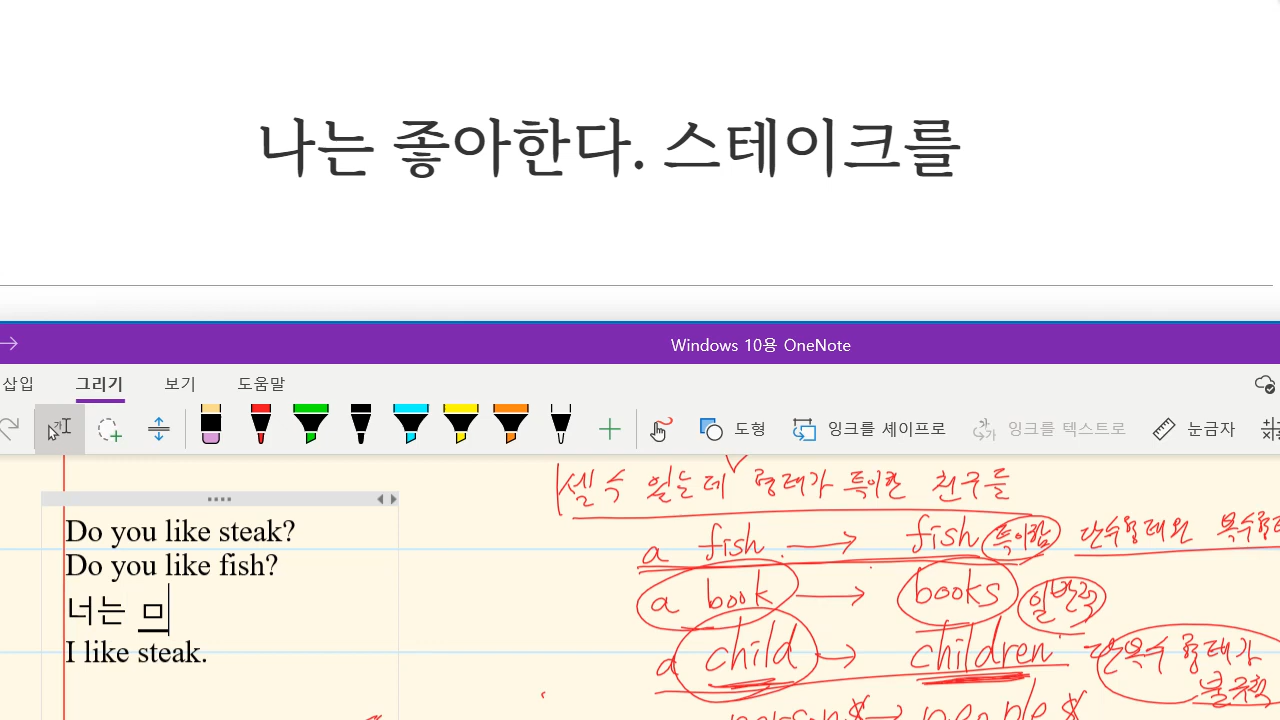 나는 좋아한다. 스테이크를
Windows 10용 OneNote
삽입 그리기 보기 도움말
도형 잉크를 셰이프로 잉크를 텍스트로 눈금자
셀 수 있는데 형태가 특이한 친구들
Do you like steak?
Do you like fish?
너는 ㅁ
I like steak.
a fish → fish 특이함 단수형태와 복수형태
a book → books 일반적
a child → children 단복수 형태가
불규칙
person → people